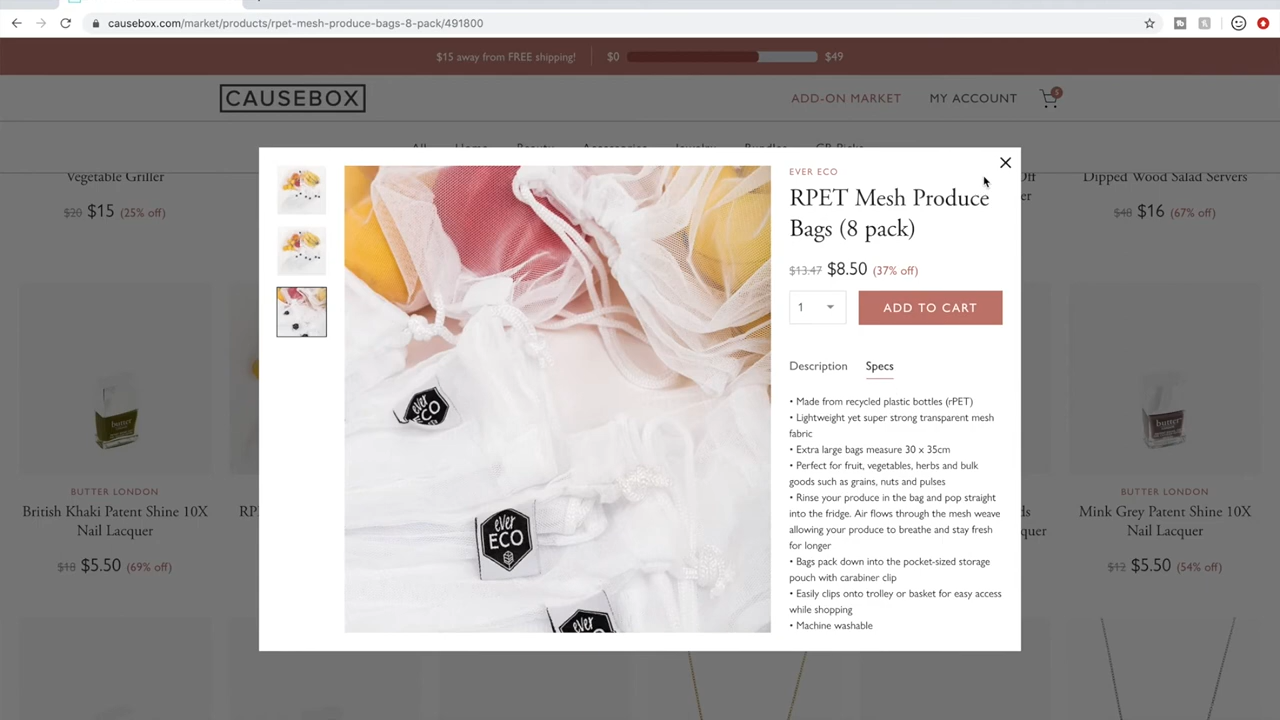 causebox.com/market/products/rpet-mesh-produce-bags-8-pack/491800
$15 away from FREE shipping!
$0
$49
CAUSEBOX
ADD-ON MARKET
MY ACCOUNT
5
Vegetable Griller
$20 $15 (25% off)
Dipped Wood Salad Servers
$48 $16 (67% off)
EVER ECO
RPET Mesh Produce
Bags (8 pack)
$13.47 $8.50 (37% off)
1
ADD TO CART
Description
Specs
• Made from recycled plastic bottles (rPET)
• Lightweight yet super strong transparent mesh
fabric
• Extra large bags measure 30 x 35cm
• Perfect for fruit, vegetables, herbs and bulk
goods such as grains, nuts and pulses
• Rinse your produce in the bag and pop straight
into the fridge. Air flows through the mesh weave
allowing your produce to breathe and stay fresh
for longer
• Bags pack down into the pocket-sized storage
pouch with carabiner clip
• Easily clips onto trolley or basket for easy access
while shopping
• Machine washable
ever
ECO
ever
ECO
butter
BUTTER LONDON
British Khaki Patent Shine 10X
Nail Lacquer
$18 $5.50 (69% off)
butter
BUTTER LONDON
Mink Grey Patent Shine 10X
Nail Lacquer
$12 $5.50 (54% off)